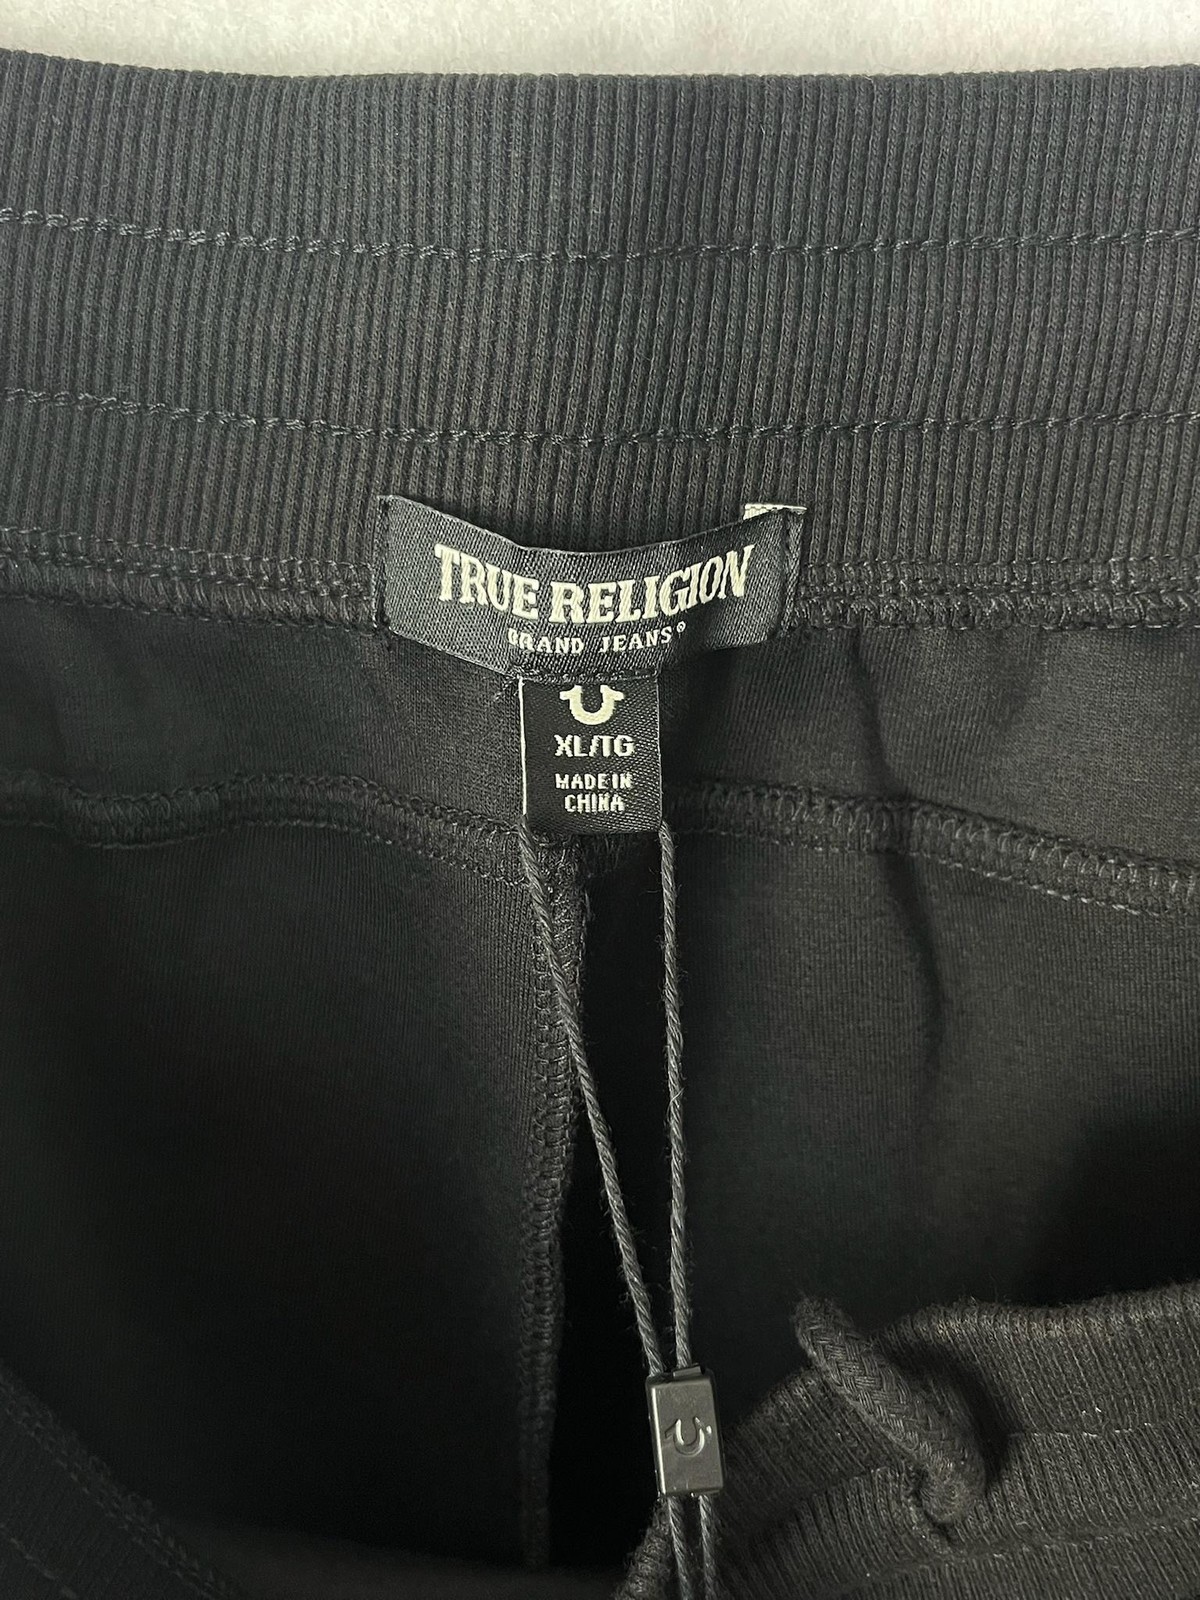 TRUE RELIGION
BRAND JEANS®
XL/TG
MADE IN
CHINA